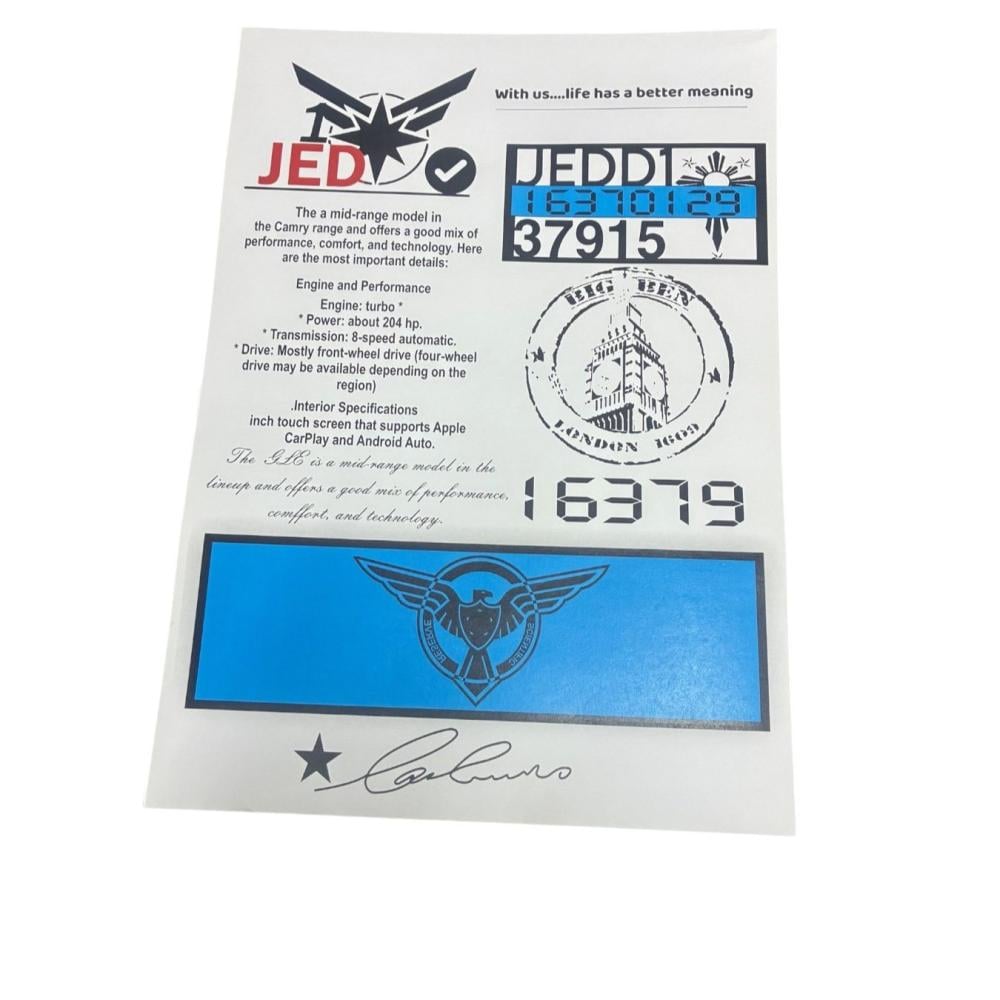 1
JED
With us....life has a better meaning
JEDD1
16370129
37915
The a mid-range model in
the Camry range and offers a good mix of
performance, comfort, and technology. Here
are the most important details:
Engine and Performance
Engine: turbo *
* Power: about 204 hp.
* Transmission: 8-speed automatic.
* Drive: Mostly front-wheel drive (four-wheel
drive may be available depending on the
region)
.Interior Specifications
inch touch screen that supports Apple
CarPlay and Android Auto.
The GLE is a mid-range model in the
lineup and offers a good mix of performance,
comffort, and technology.
BIG BEN
LONDON 1609
16379
RESERVE
SCIENTIFIC